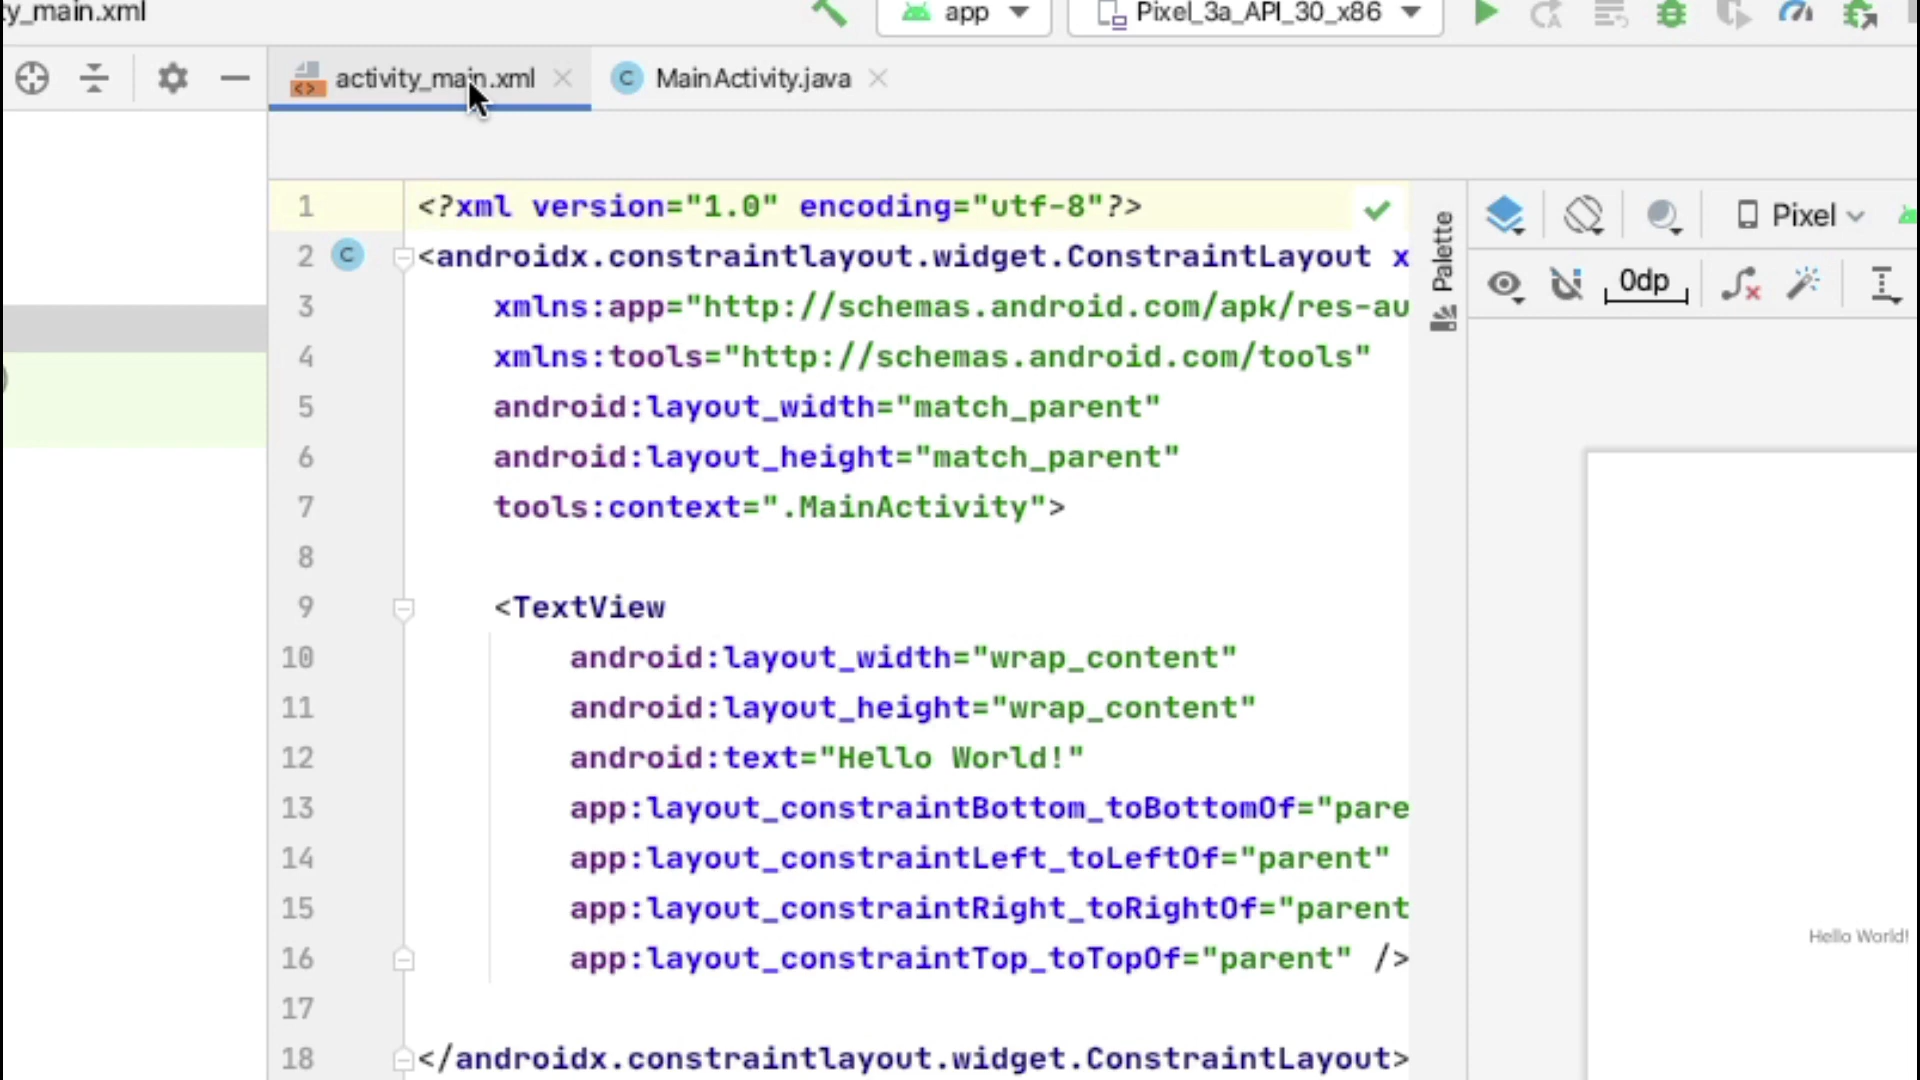 ty_main.xml
app
Pixel_3a_API_30_x86
activity_main.xml
MainActivity.java
1 <?xml version="1.0" encoding="utf-8"?>
2 <androidx.constraintlayout.widget.ConstraintLayout x
3 xmlns:app="http://schemas.android.com/apk/res-au
4 xmlns:tools="http://schemas.android.com/tools"
5 android:layout_width="match_parent"
6 android:layout_height="match_parent"
7 tools:context=".MainActivity">
8
9 <TextView
10 android:layout_width="wrap_content"
11 android:layout_height="wrap_content"
12 android:text="Hello World!"
13 app:layout_constraintBottom_toBottomOf="pare
14 app:layout_constraintLeft_toLeftOf="parent"
15 app:layout_constraintRight_toRightOf="parent
16 app:layout_constraintTop_toTopOf="parent" />
17
18 </androidx.constraintlayout.widget.ConstraintLayout>
Palette
Pixel
0dp
Hello World!